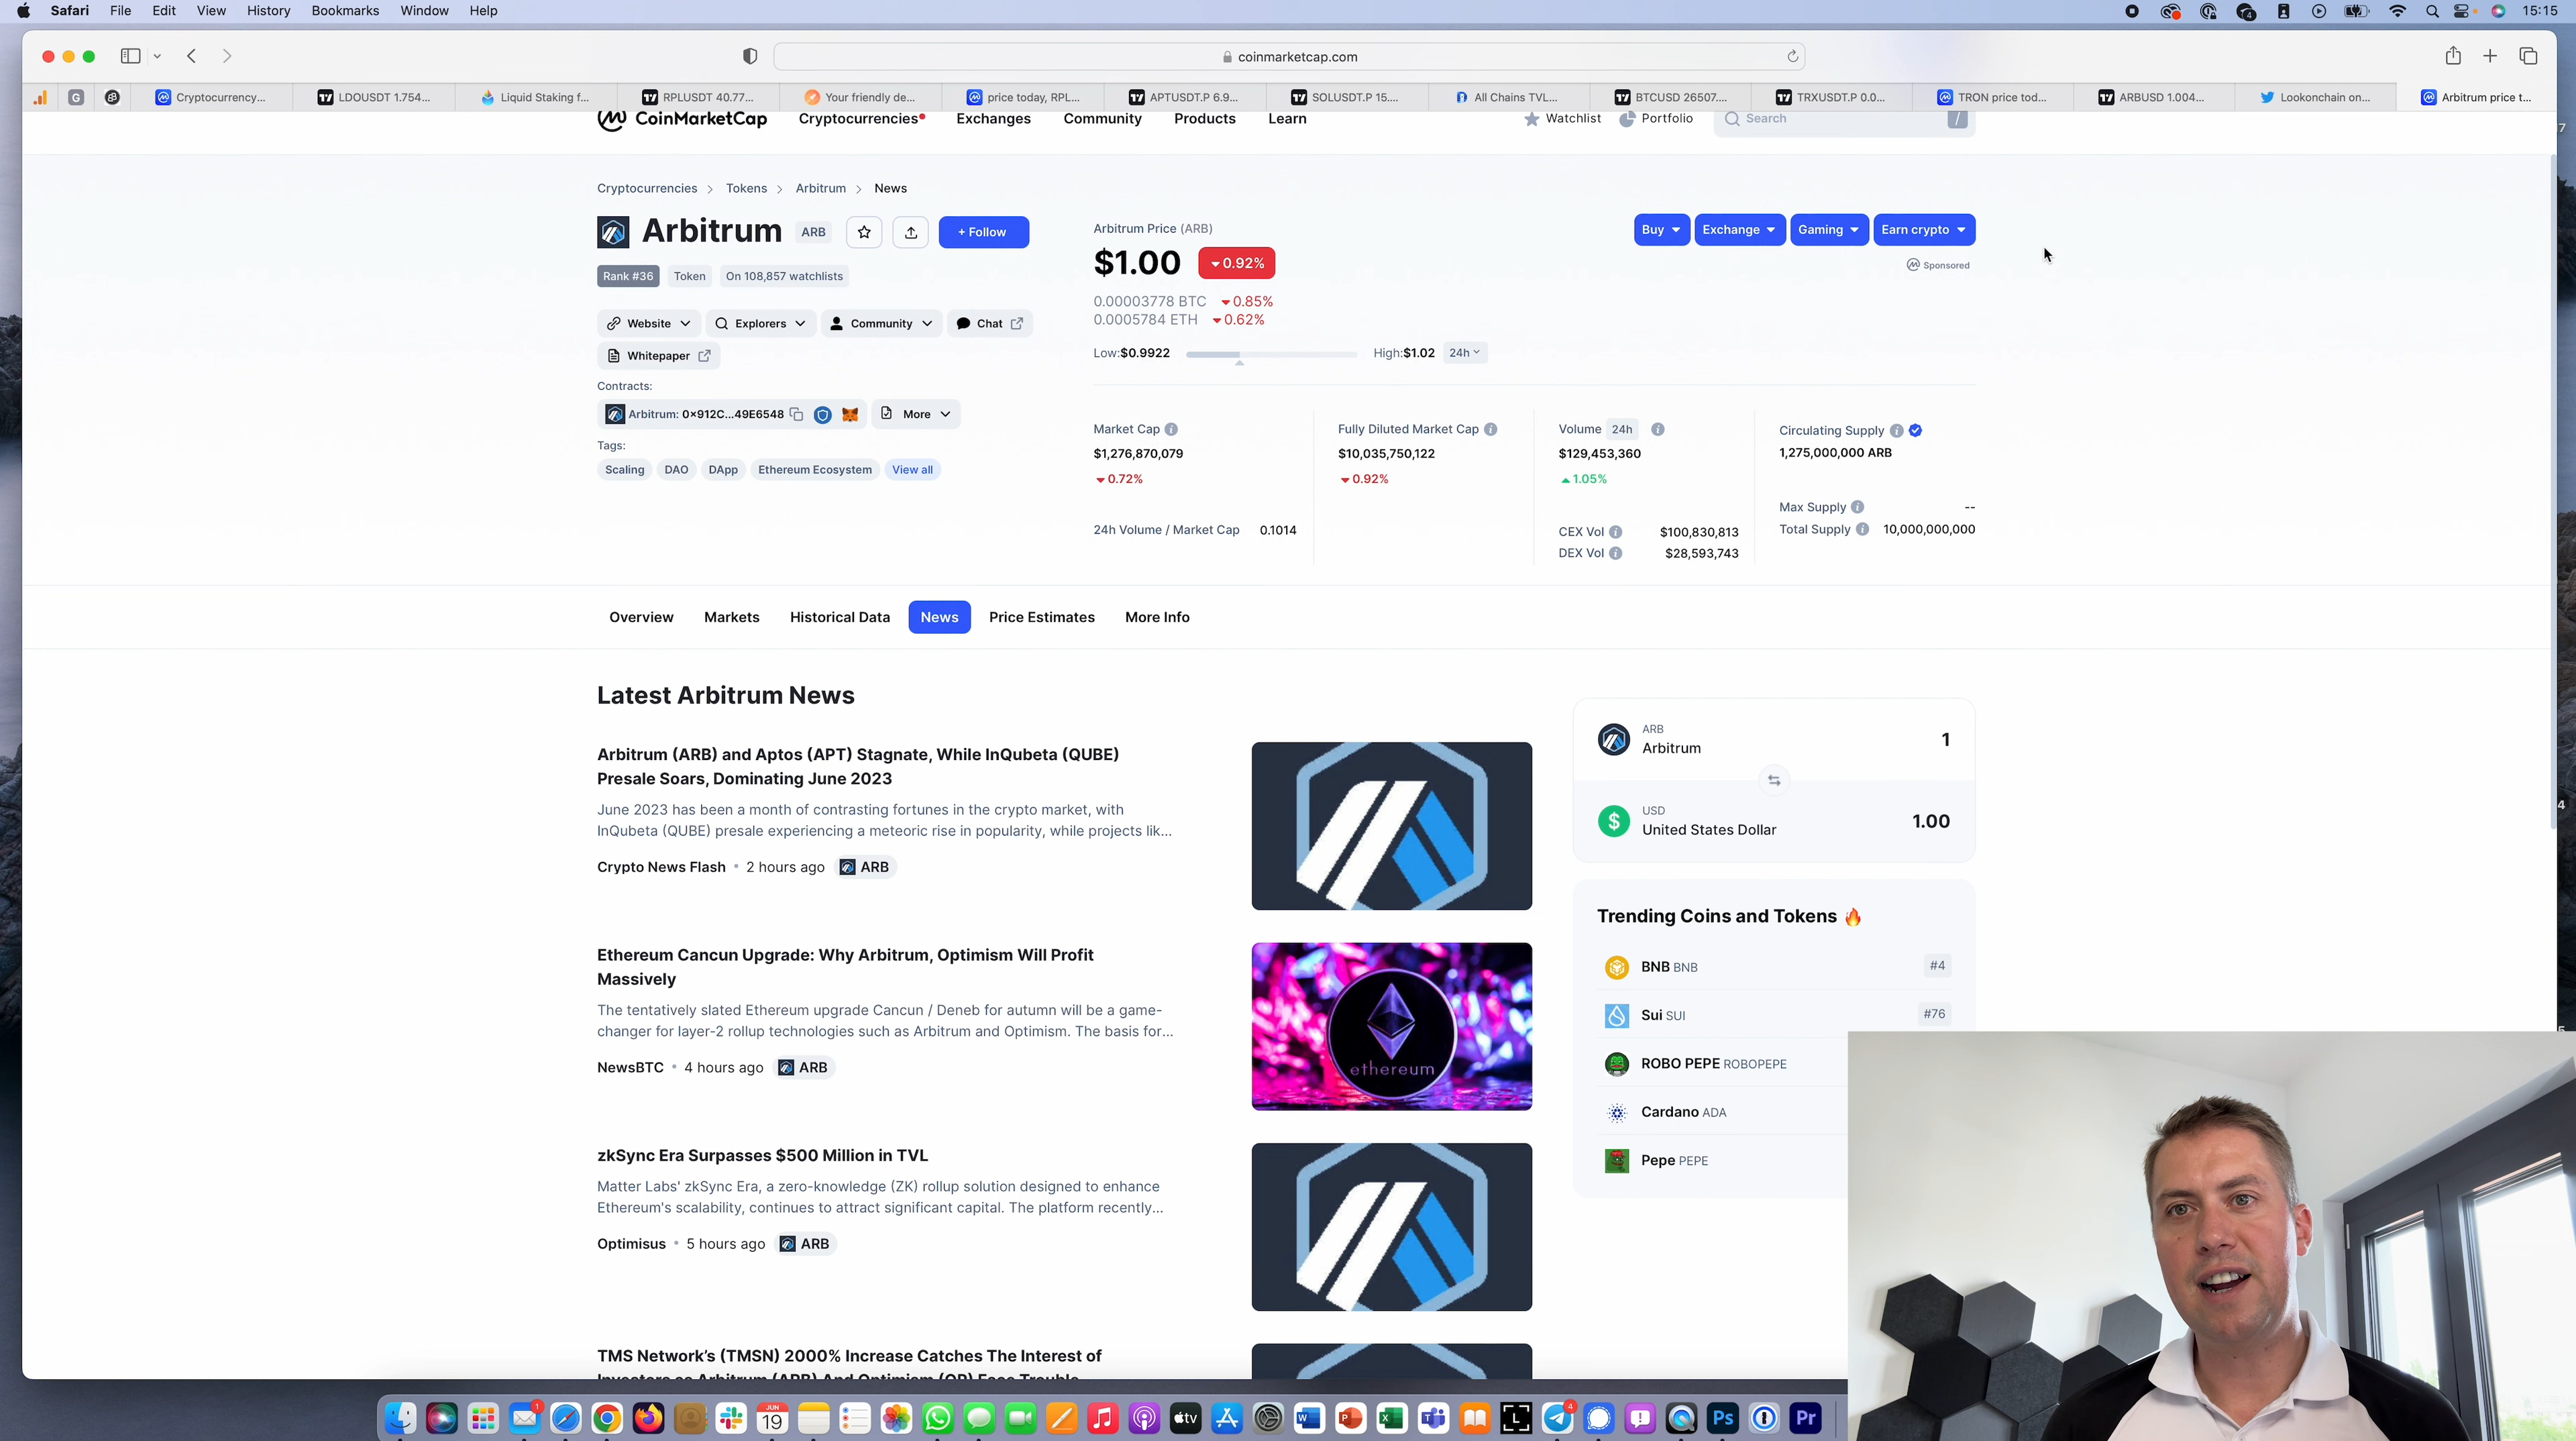 Safari File Edit View History Bookmarks Window Help
4
15:15
coinmarketcap.com
G Cryptocurrency... LDOUSDT 1.754... Liquid Staking f... RPLUSDT 40.77... Your friendly de... price today, RPL... APTUSDT.P 6.9... SOLUSDT.P 15.... All Chains TVL... BTCUSD 26507.... TRXUSDT.P 0.0... TRON price tod... ARBUSD 1.004... Lookonchain on... Arbitrum price t...
CoinMarketCap Cryptocurrencies Exchanges Community Products Learn Watchlist Portfolio Search /
Cryptocurrencies > Tokens > Arbitrum > News
Arbitrum ARB + Follow
Rank #36 Token On 108,857 watchlists
Website Explorers Community Chat
Whitepaper
Contracts:
Arbitrum: 0x912C...49E6548 More
Tags:
Scaling DAO DApp Ethereum Ecosystem View all
Arbitrum Price (ARB)
$1.00 0.92%
0.00003778 BTC 0.85%
0.0005784 ETH 0.62%
Low:$0.9922 High:$1.02 24h
Buy Exchange Gaming Earn crypto
Sponsored
Market Cap
$1,276,870,079
0.72%
24h Volume / Market Cap 0.1014
Fully Diluted Market Cap
$10,035,750,122
0.92%
Volume 24h
$129,453,360
1.05%
CEX Vol $100,830,813
DEX Vol $28,593,743
Circulating Supply
1,275,000,000 ARB
Max Supply --
Total Supply 10,000,000,000
Overview Markets Historical Data News Price Estimates More Info
Latest Arbitrum News
Arbitrum (ARB) and Aptos (APT) Stagnate, While InQubeta (QUBE)
Presale Soars, Dominating June 2023
June 2023 has been a month of contrasting fortunes in the crypto market, with
InQubeta (QUBE) presale experiencing a meteoric rise in popularity, while projects lik...
Crypto News Flash • 2 hours ago ARB
Ethereum Cancun Upgrade: Why Arbitrum, Optimism Will Profit
Massively
The tentatively slated Ethereum upgrade Cancun / Deneb for autumn will be a game-
changer for layer-2 rollup technologies such as Arbitrum and Optimism. The basis for...
NewsBTC • 4 hours ago ARB
ethereum
zkSync Era Surpasses $500 Million in TVL
Matter Labs' zkSync Era, a zero-knowledge (ZK) rollup solution designed to enhance
Ethereum's scalability, continues to attract significant capital. The platform recently...
Optimisus • 5 hours ago ARB
TMS Network's (TMSN) 2000% Increase Catches The Interest of
Investors as Arbitrum (ARB) And Optimism (OP) Face Trouble
ARB
Arbitrum 1
USD
United States Dollar 1.00
Trending Coins and Tokens
BNB BNB #4
Sui SUI #76
ROBO PEPE ROBOPEPE
Cardano ADA
Pepe PEPE
1 JUN 19 tv W P X T L 4 Ps 1 Pr